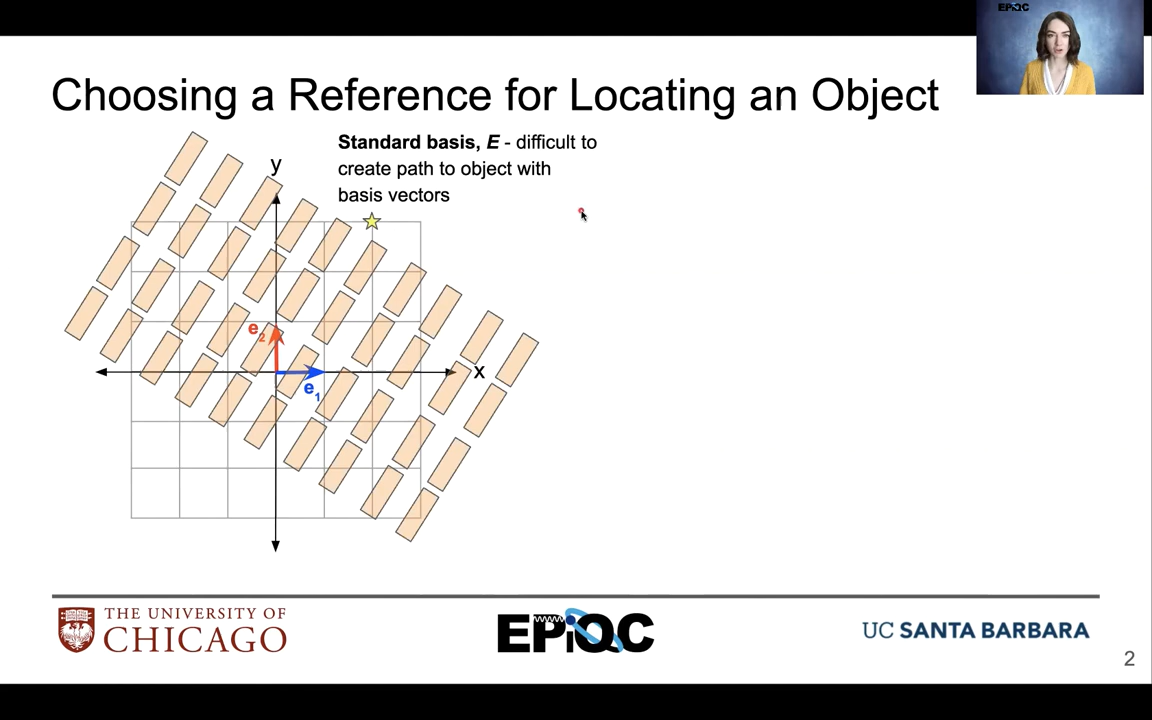 EPiQC
Choosing a Reference for Locating an Object
Standard basis, E - difficult to
create path to object with
basis vectors
y
e2
x
e1
THE UNIVERSITY OF
CHICAGO
EPiQC
UC SANTA BARBARA
2